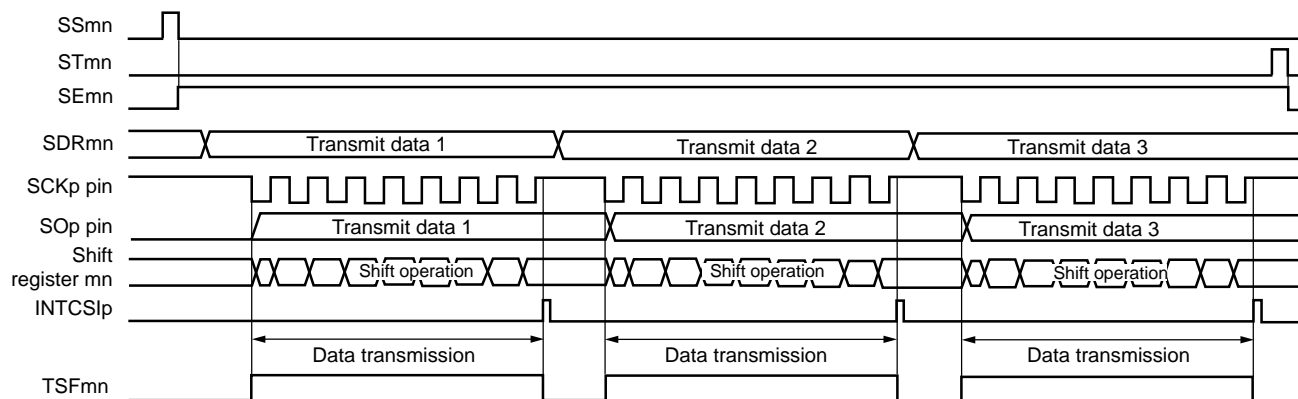 SSmn
STmn
SEmn
SDRmn Transmit data 1 Transmit data 2 Transmit data 3
SCKp pin
SOp pin Transmit data 1 Transmit data 2 Transmit data 3
Shift
register mn Shift operation Shift operation Shift operation
INTCSIp
Data transmission Data transmission Data transmission
TSFmn